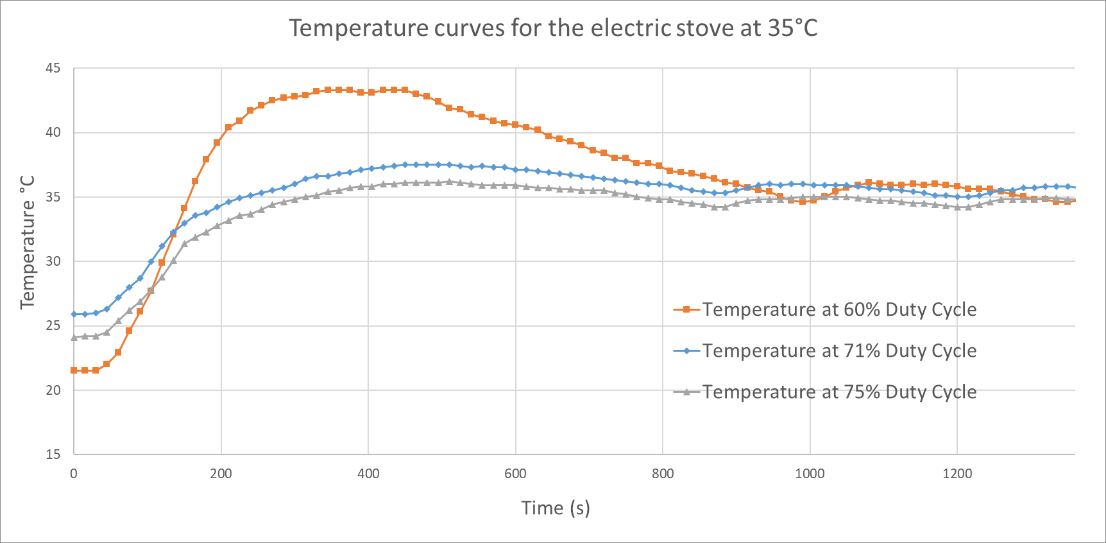 Temperature curves for the electric stove at 35°C
45
40
35
30
25
20
15
Temperature °C
0 200 400 600 800 1000 1200
Time (s)
Temperature at 60% Duty Cycle
Temperature at 71% Duty Cycle
Temperature at 75% Duty Cycle